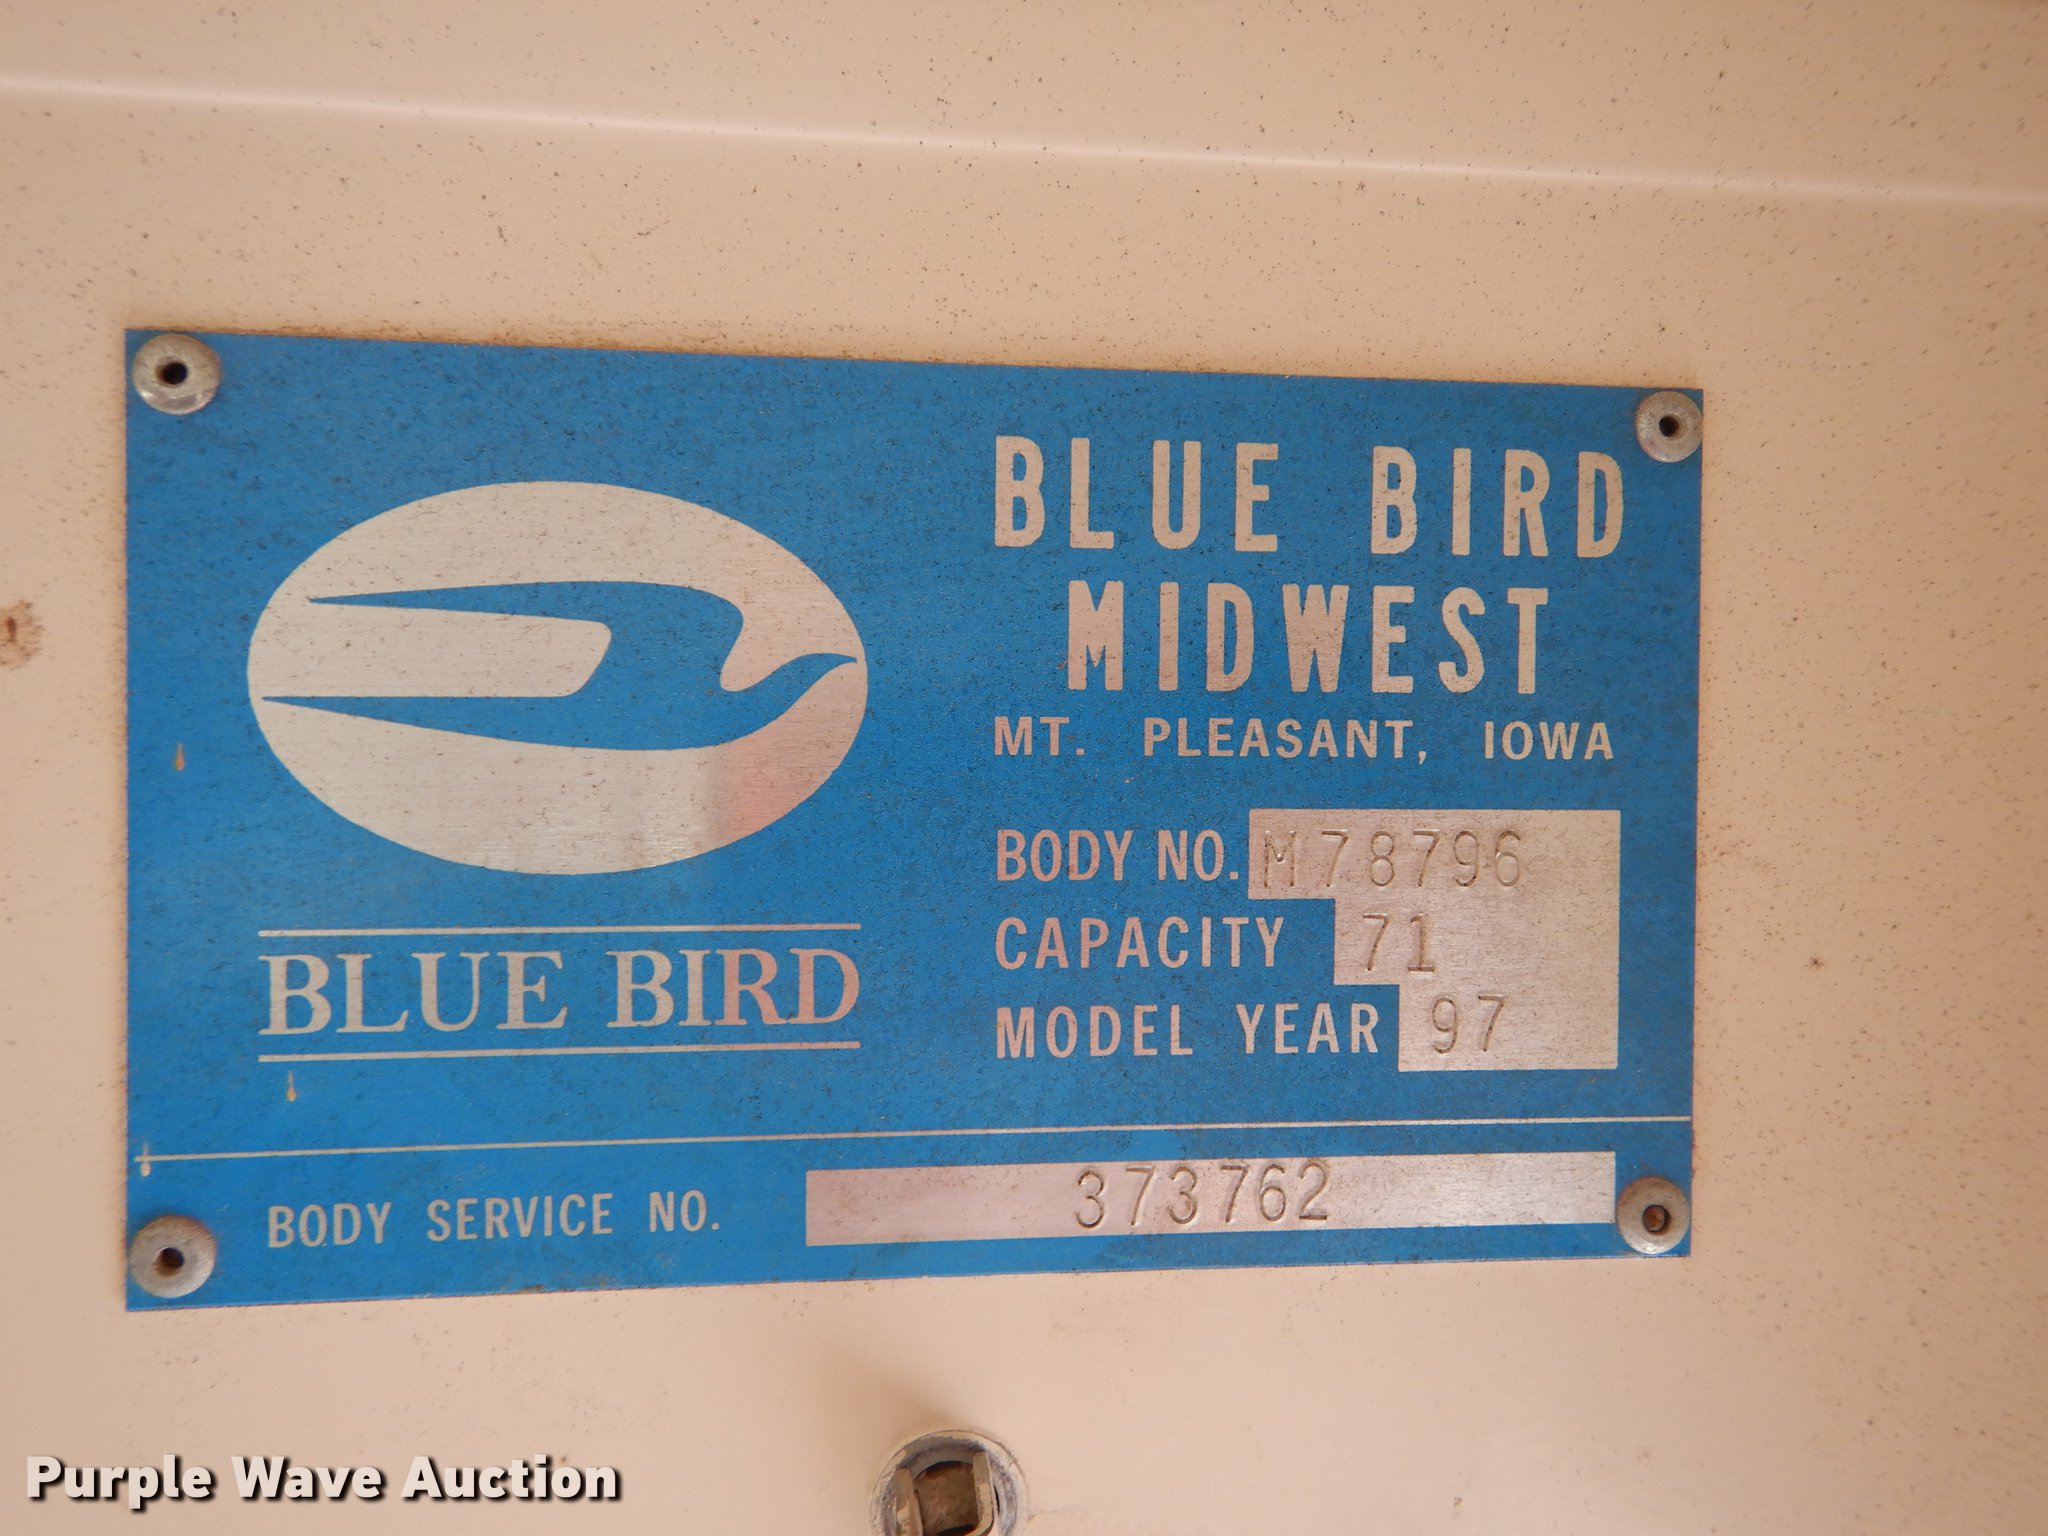 BLUE BIRD
MIDWEST
MT. PLEASANT, IOWA
BODY NO. M78796
CAPACITY 71
MODEL YEAR 97
BLUE BIRD
BODY SERVICE NO. 373762
Purple Wave Auction